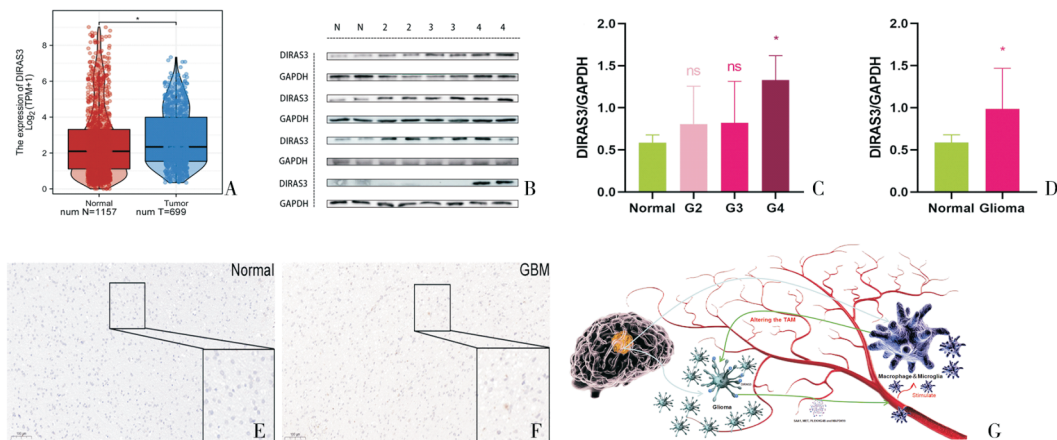 *
The expression of DIRAS3
Log2 (TPM+1)
8
6
4
2
0
Normal
Tumor
num N=1157
num T=699
A
N N 2 2 3 3 4 4
DIRAS3
GAPDH
DIRAS3
GAPDH
DIRAS3
GAPDH
DIRAS3
GAPDH
B
DIRAS3/GAPDH
2.0
1.5
1.0
0.5
0.0
ns
ns
*
Normal G2 G3 G4
C
DIRAS3/GAPDH
2.0
1.5
1.0
0.5
0.0
*
Normal Glioma
D
Normal
E
GBM
F
Altering the TAM
Macrophage&Microglia
Stimulate
Glioma
G